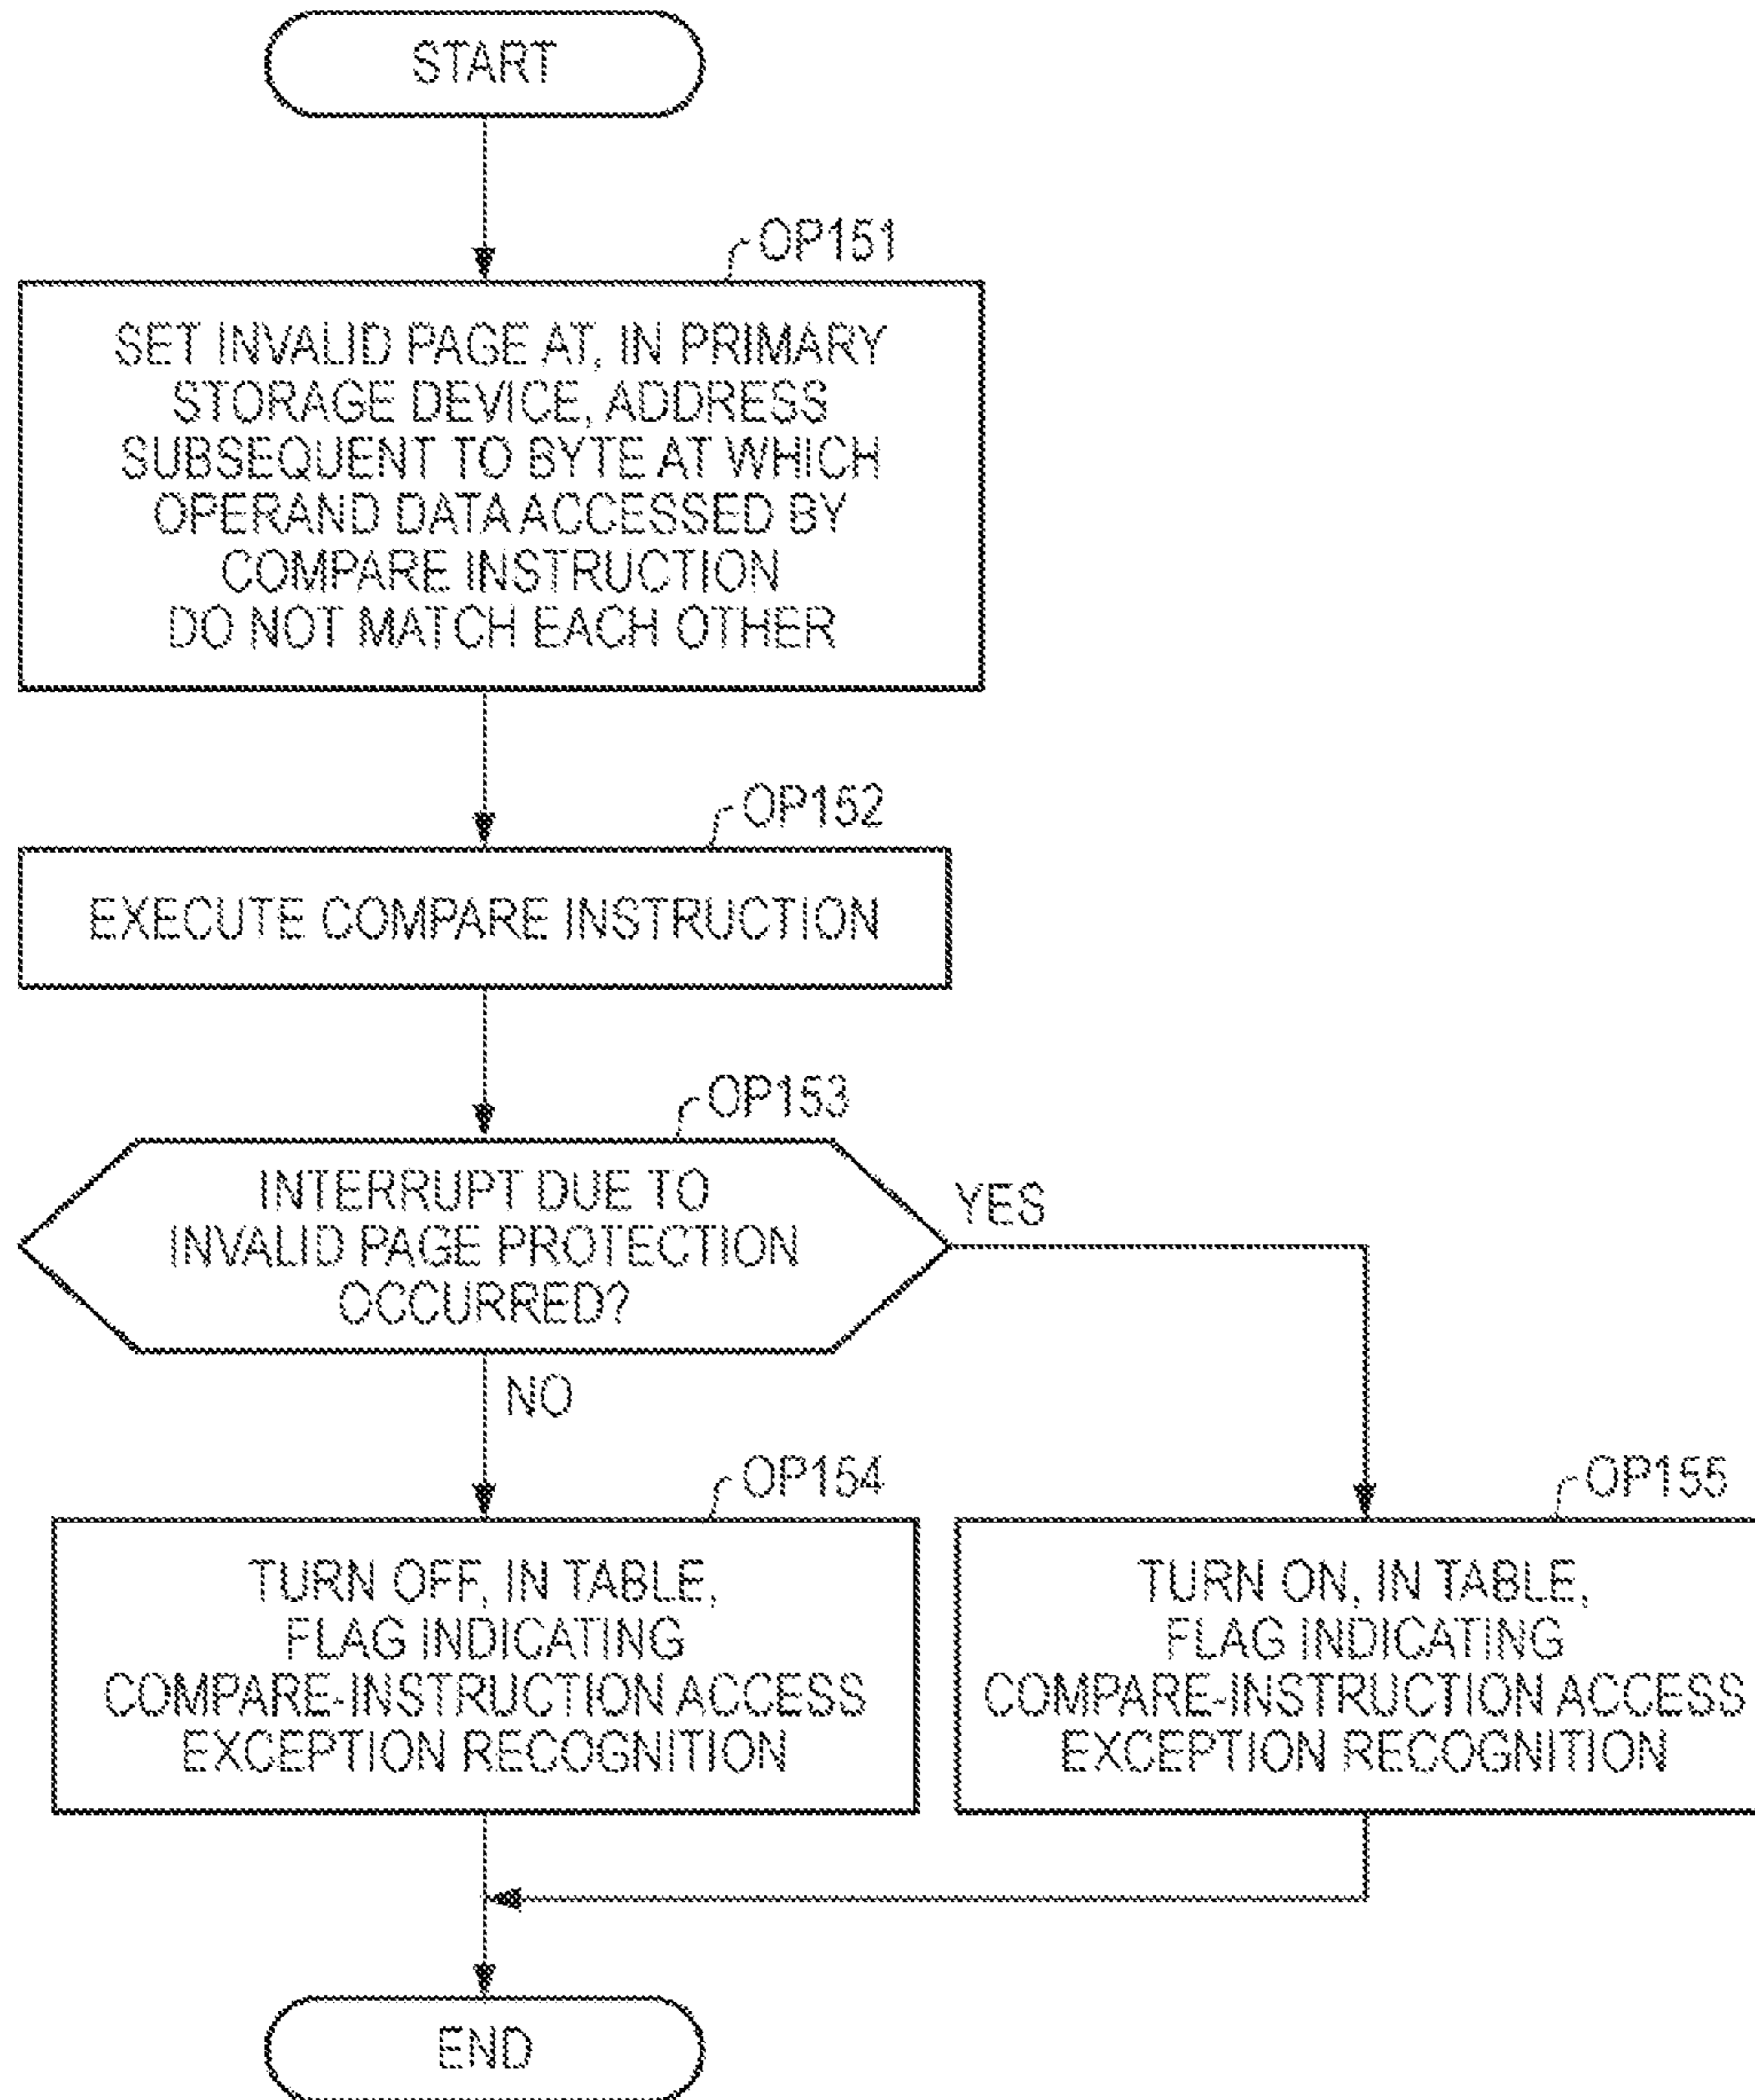 START
OP151
SET INVALID PAGE AT, IN PRIMARY
STORAGE DEVICE, ADDRESS
SUBSEQUENT TO BYTE AT WHICH
OPERAND DATA ACCESSED BY
COMPARE INSTRUCTION
DO NOT MATCH EACH OTHER
OP152
EXECUTE COMPARE INSTRUCTION
OP153
INTERRUPT DUE TO
INVALID PAGE PROTECTION
OCCURRED?
YES
NO
OP154
TURN OFF, IN TABLE,
FLAG INDICATING
COMPARE-INSTRUCTION ACCESS
EXCEPTION RECOGNITION
OP155
TURN ON, IN TABLE,
FLAG INDICATING
COMPARE-INSTRUCTION ACCESS
EXCEPTION RECOGNITION
END